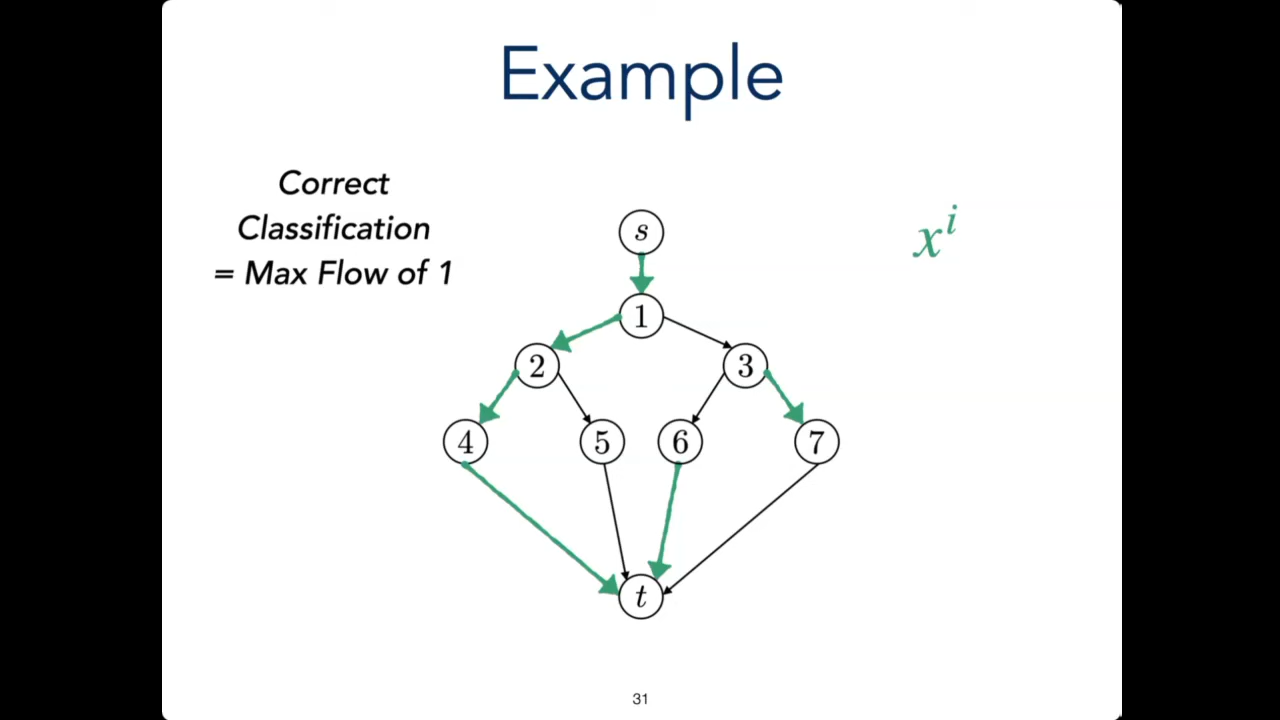 Example
Correct
Classification
= Max Flow of 1
x^i
s
1
2
3
4
5
6
7
t
31